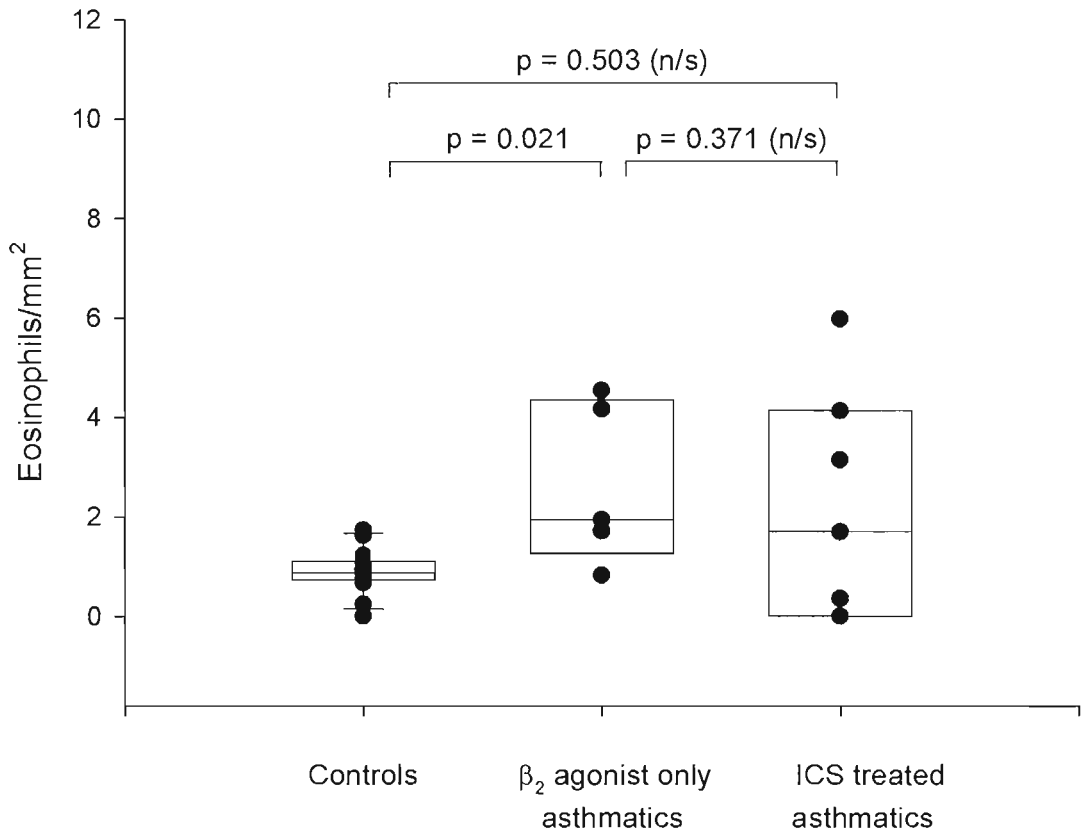 12
p = 0.503 (n/s)
10
p = 0.021
p = 0.371 (n/s)
8
6
4
2
0
Eosinophils/mm²
Controls
β₂ agonist only
asthmatics
ICS treated
asthmatics